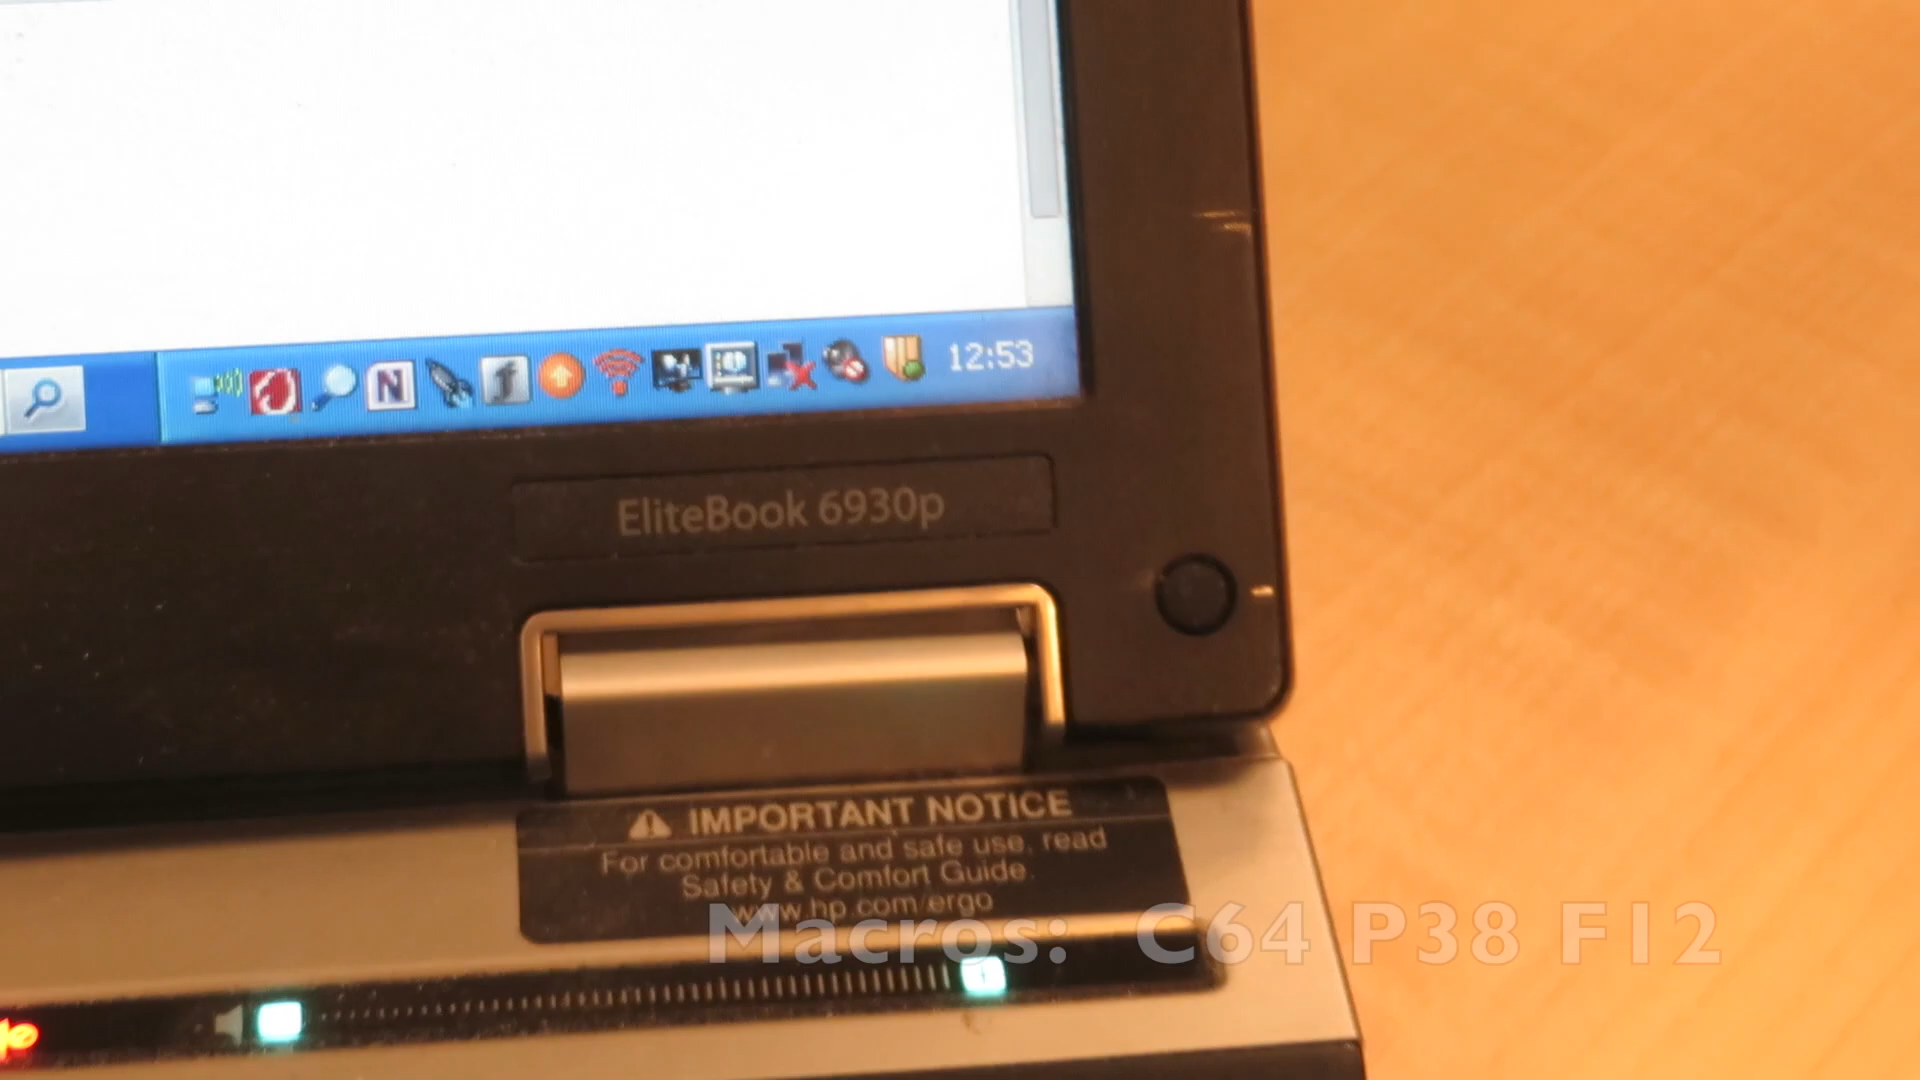 12:53
EliteBook 6930p
IMPORTANT NOTICE
For comfortable and safe use, read
Safety & Comfort Guide.
www.hp.com/ergo
Macros: C64 P38 F12